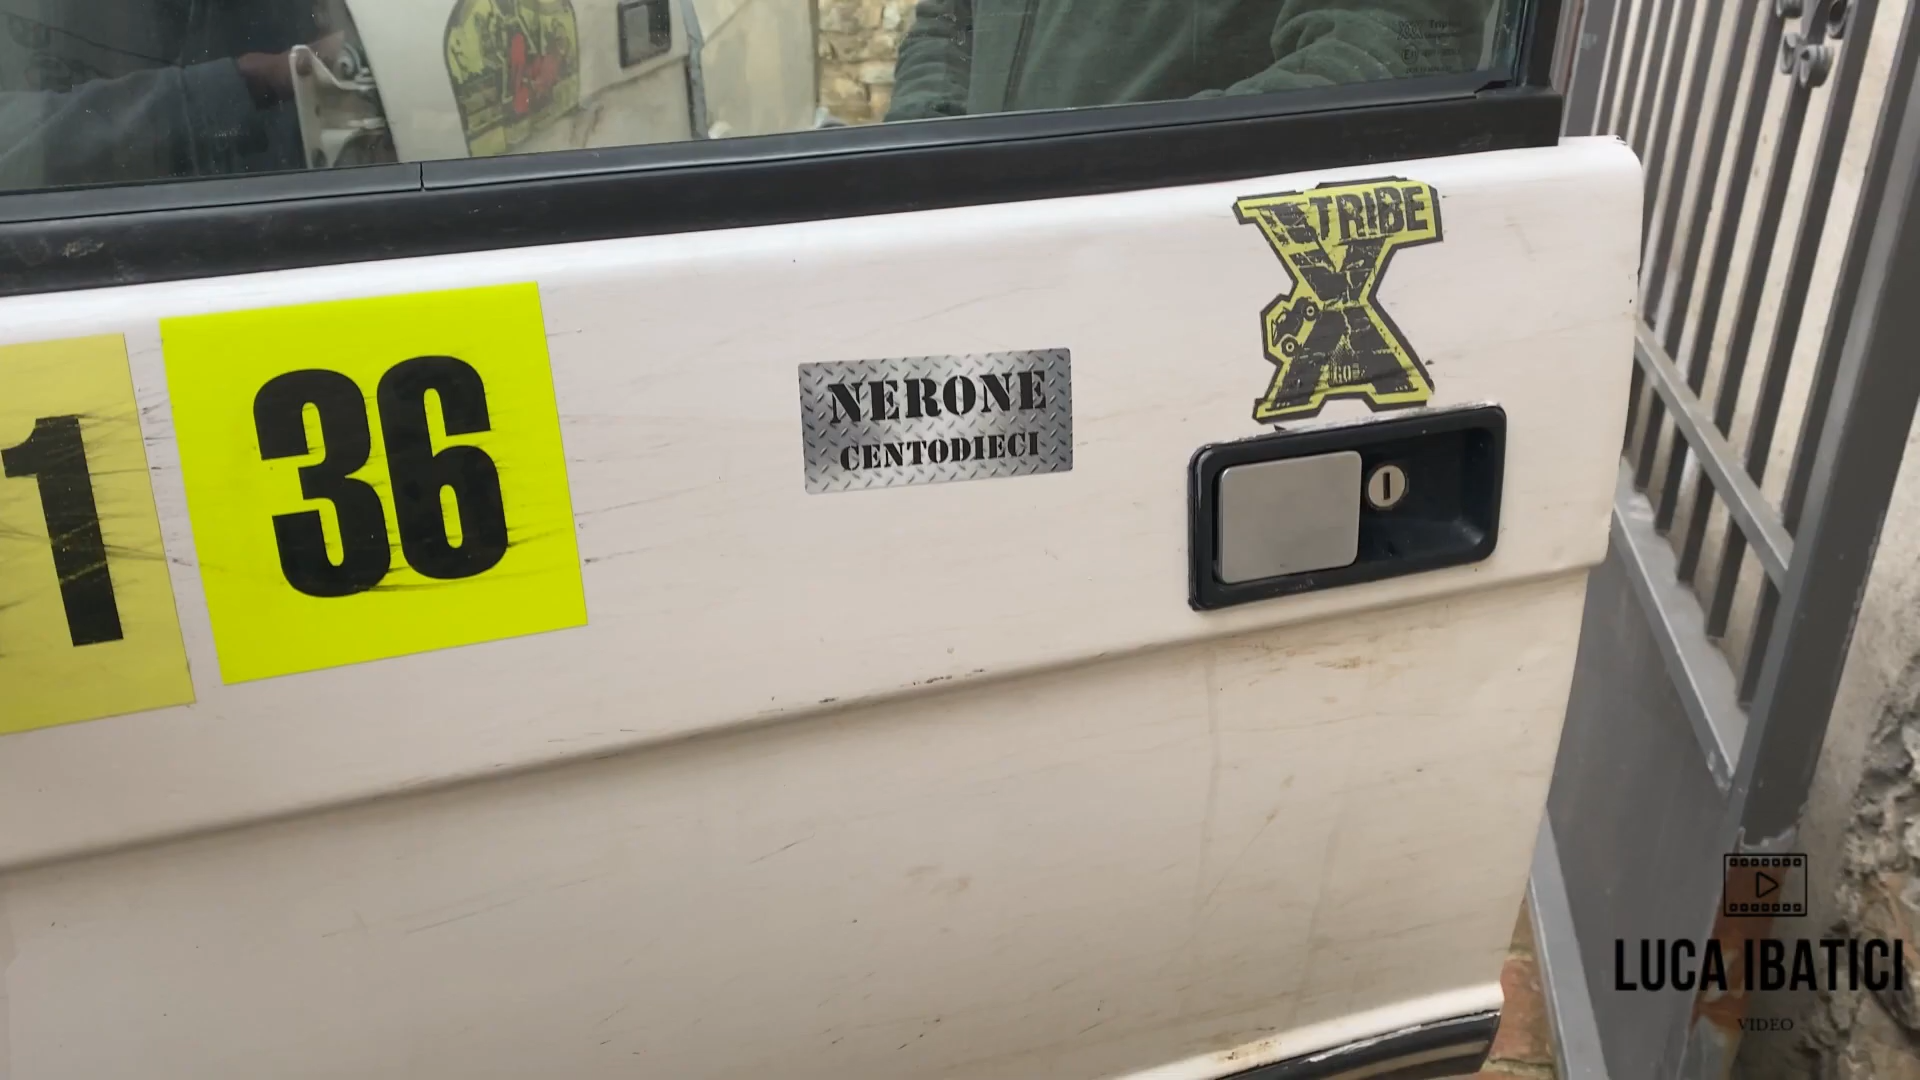 TRIBE
1
36
NERONE
CENTODIECI
LUCA IBATICI
VIDEO